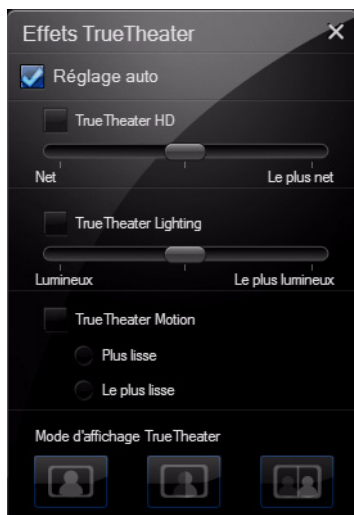 Effets TrueTheater
Réglage auto
TrueTheater HD
Net Le plus net
TrueTheater Lighting
Lumineux Le plus lumineux
TrueTheater Motion
Plus lisse
Le plus lisse
Mode d'affichage TrueTheater